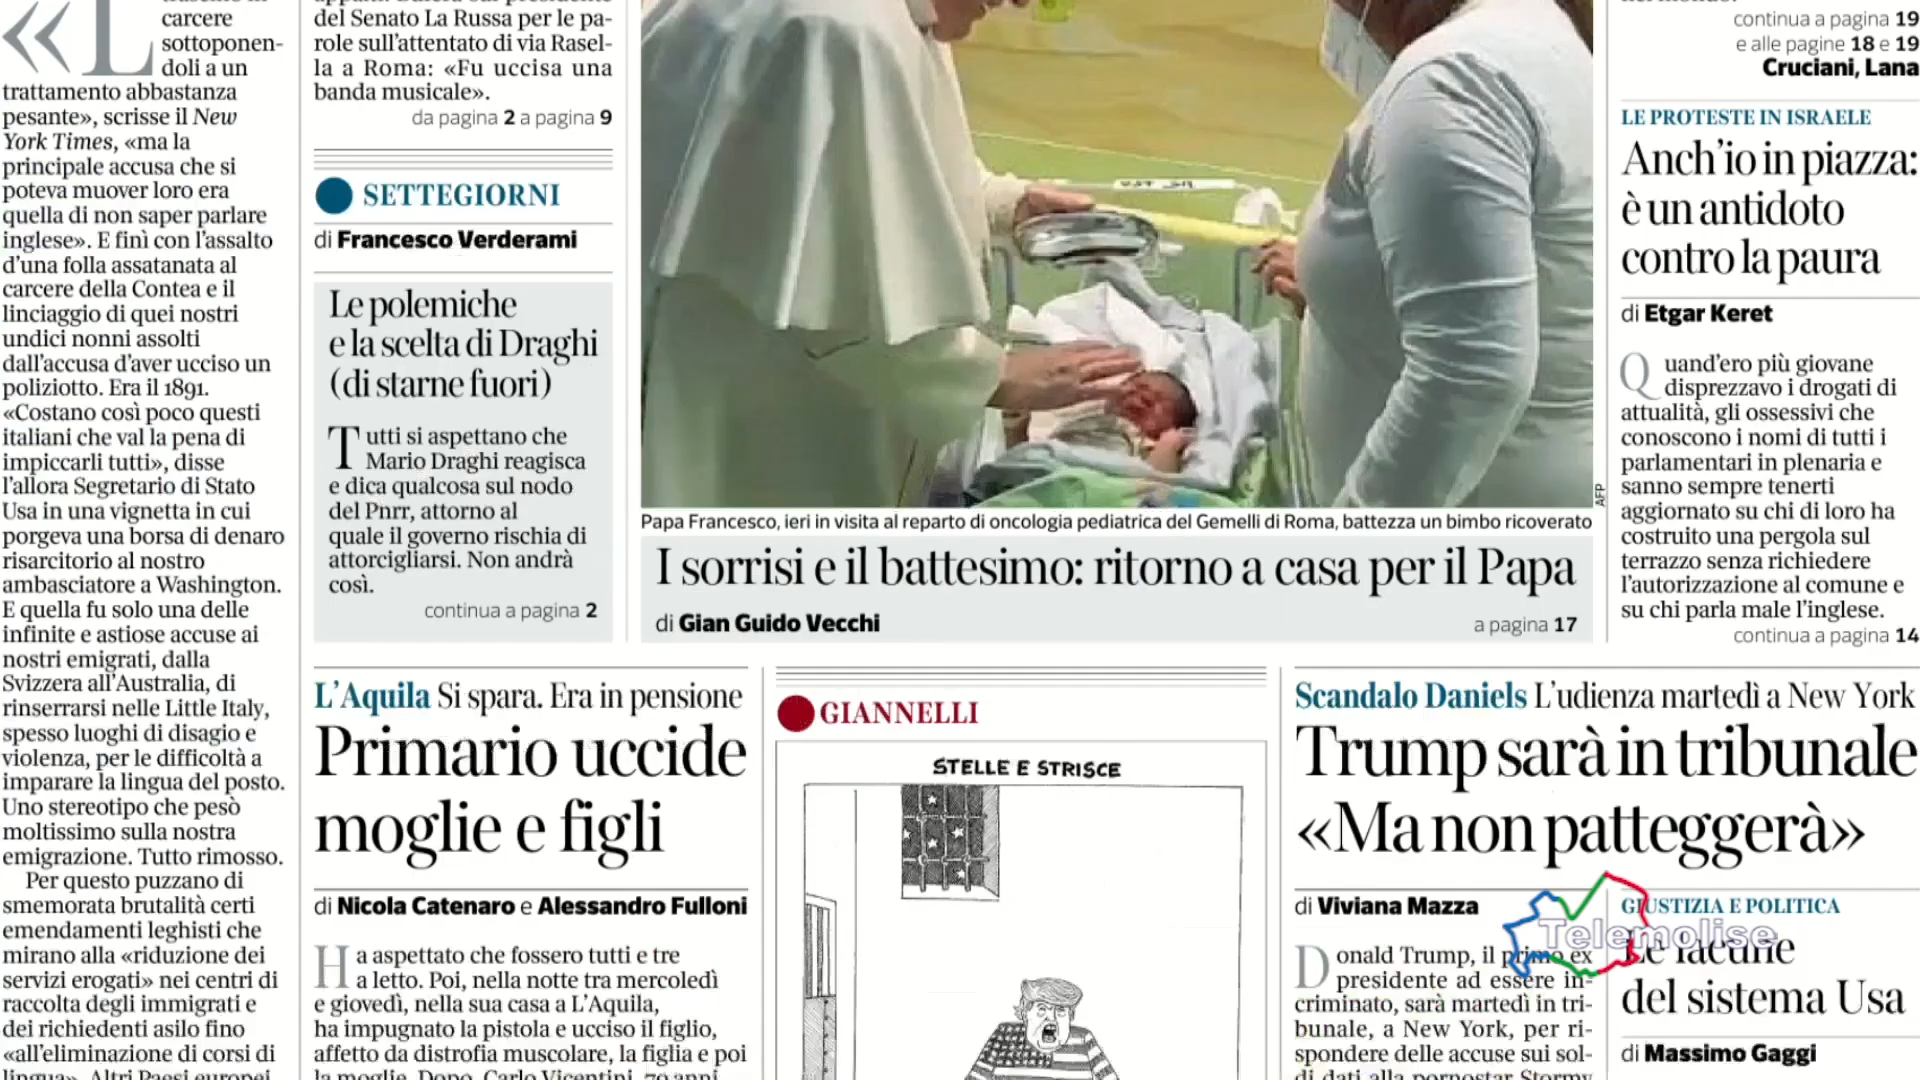 «L
carcere
sottoponen-
doli a un
trattamento abbastanza
pesante», scrisse il New
York Times, «ma la
principale accusa che si
poteva muover loro era
quella di non saper parlare
inglese». E finì con l'assalto
d'una folla assatanata al
carcere della Contea e il
linciaggio di quei nostri
undici nonni assolti
dall'accusa d'aver ucciso un
poliziotto. Era il 1891.
«Costano così poco questi
italiani che val la pena di
impiccarli tutti», disse
l'allora Segretario di Stato
Usa in una vignetta in cui
porgeva una borsa di denaro
risarcitorio al nostro
ambasciatore a Washington.
E quella fu solo una delle
infinite e astiose accuse ai
nostri emigrati, dalla
Svizzera all'Australia, di
rinserrarsi nelle Little Italy,
spesso luoghi di disagio e
violenza, per le difficoltà a
imparare la lingua del posto.
Uno stereotipo che pesò
moltissimo sulla nostra
emigrazione. Tutto rimosso.
Per questo puzzano di
smemorata brutalità certi
emendamenti leghisti che
mirano alla «riduzione dei
servizi erogati» nei centri di
raccolta degli immigrati e
dei richiedenti asilo fino
«all'eliminazione di corsi di
lingua». Altri Paesi europei
del Senato La Russa per le pa-
role sull'attentato di via Rasel-
la a Roma: «Fu uccisa una
banda musicale».
da pagina 2 a pagina 9
SETTEGIORNI
di Francesco Verderami
Le polemiche
e la scelta di Draghi
(di starne fuori)
Tutti si aspettano che
Mario Draghi reagisca
e dica qualcosa sul nodo
del Pnrr, attorno al
quale il governo rischia di
attorcigliarsi. Non andrà
così.
continua a pagina 2
AFP
Papa Francesco, ieri in visita al reparto di oncologia pediatrica del Gemelli di Roma, battezza un bimbo ricoverato
I sorrisi e il battesimo: ritorno a casa per il Papa
di Gian Guido Vecchi
a pagina 17
continua a pagina 19
e alle pagine 18 e 19
Cruciani, Lana
LE PROTESTE IN ISRAELE
Anch'io in piazza:
è un antidoto
contro la paura
di Etgar Keret
Quand'ero più giovane
disprezzavo i drogati di
attualità, gli ossessivi che
conoscono i nomi di tutti i
parlamentari in plenaria e
sanno sempre tenerti
aggiornato su chi di loro ha
costruito una pergola sul
terrazzo senza richiedere
l'autorizzazione al comune e
su chi parla male l'inglese.
continua a pagina 14
L'Aquila Si spara. Era in pensione
Primario uccide
moglie e figli
di Nicola Catenaro e Alessandro Fulloni
Ha aspettato che fossero tutti e tre
a letto. Poi, nella notte tra mercoledì
e giovedì, nella sua casa a L'Aquila,
ha impugnato la pistola e ucciso il figlio,
affetto da distrofia muscolare, la figlia e poi
la moglie. Dopo, Carlo Vicentini, 70 anni,
GIANNELLI
STELLE E STRISCE
Scandalo Daniels L'udienza martedì a New York
Trump sarà in tribunale
«Ma non patteggerà»
di Viviana Mazza
Donald Trump, il primo ex
presidente ad essere in-
criminato, sarà martedì in tri-
bunale, a New York, per ri-
spondere delle accuse sui sol-
di dati alla pornostar Stormy
GIUSTIZIA E POLITICA
Le lacune
del sistema Usa
di Massimo Gaggi
Telemolise